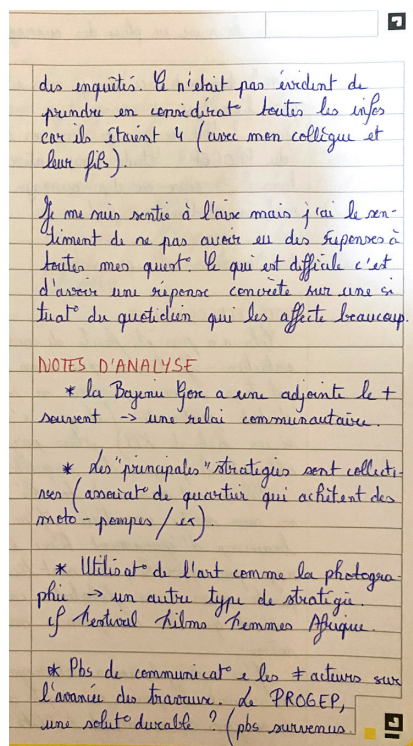 des enquêtés. Ce n'était pas évident de
prendre en considérat° toutes les infos
car ils étaient 4 (avec mon collègue et
leur fils).
Je me suis sentie à l'aise mais j'ai le sen-
timent de ne pas avoir eu des réponses à
toutes mes quest°. Ce qui est difficile c'est
d'avoir une réponse concrète sur une si
tuat° du quotidien qui les affecte beaucoup.
NOTES D'ANALYSE
* la Bajenu Gox a une adjointe le +
souvent → une relai communautaire.
* Les "principales" stratégies sont collecti-
ves (associat° de quartier qui achètent des
moto-pompes / ex).
* Utilisat° de l'art comme la photogra-
phie → un autre type de stratégie.
cf Festival Films Femmes Afrique.
* Pbs de communicat° e les ≠ acteurs sur
l'avancée des travaux. Le PROGEP,
une solut° durable ? (pbs survenus